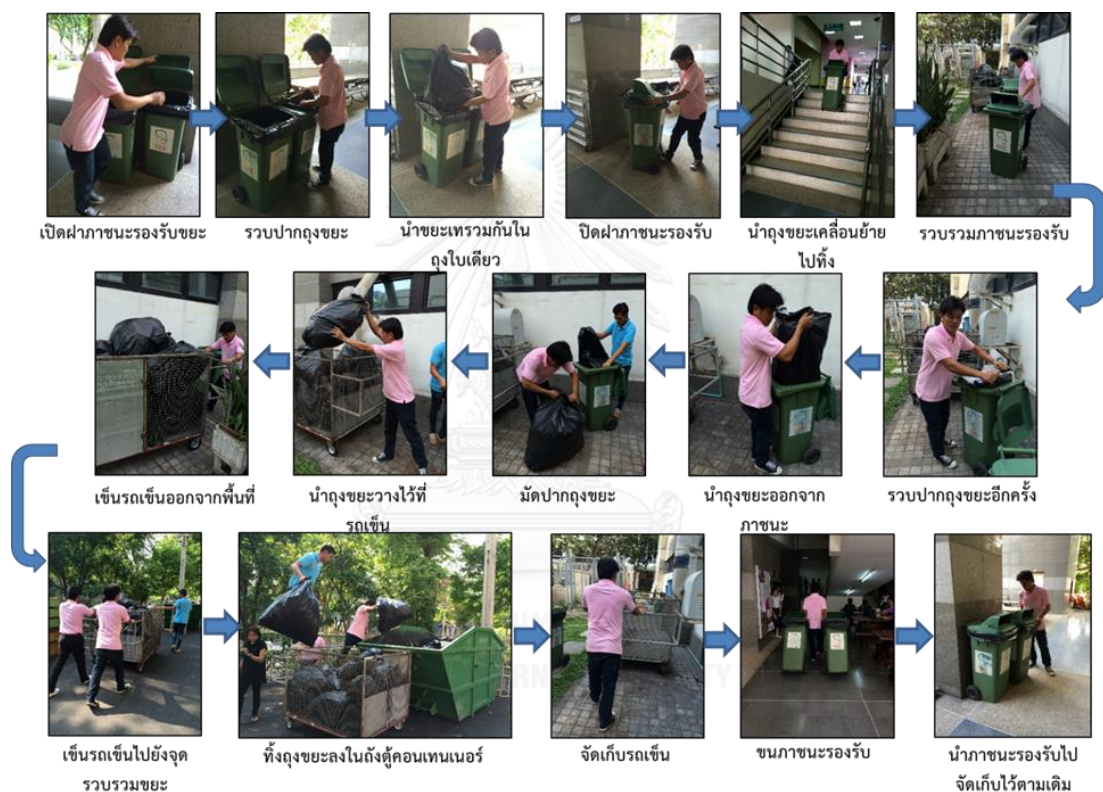 เปิดฝาภาชนะรองรับขยะ
รวบปากถุงขยะ
นำขยะเทรวมกันใน
ถุงใบเดียว
ปิดฝาภาชนะรองรับ
นำถุงขยะเคลื่อนย้าย
ไปทิ้ง
รวบรวมภาชนะรองรับ
รวบปากถุงขยะอีกครั้ง
นำถุงขยะออกจาก
ภาชนะ
มัดปากถุงขยะ
นำถุงขยะวางไว้ที่
รถเข็น
เข็นรถเข็นออกจากพื้นที่
เข็นรถเข็นไปยังจุด
รวบรวมขยะ
ทิ้งถุงขยะลงในถังตู้คอนเทนเนอร์
จัดเก็บรถเข็น
ขนภาชนะรองรับ
นำภาชนะรองรับไป
จัดเก็บไว้ตามเดิม